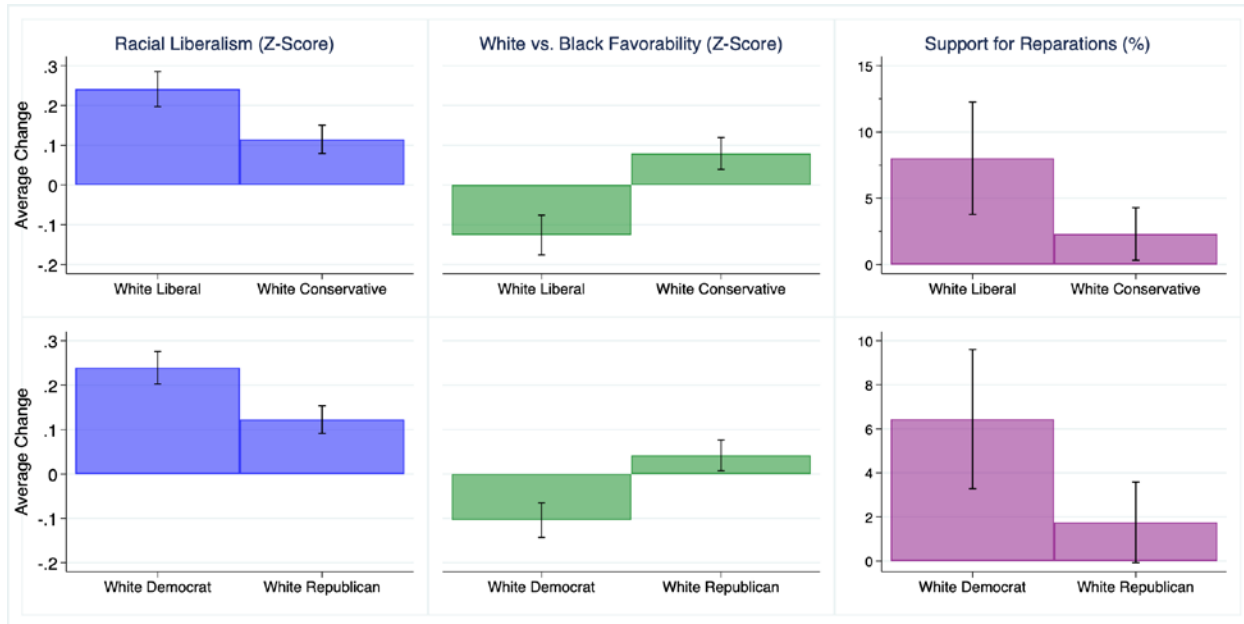 Racial Liberalism (Z-Score)
White vs. Black Favorability (Z-Score)
Support for Reparations (%)
Average Change
.3
.2
.1
0
-.1
-.2
White Liberal
White Conservative
White Liberal
White Conservative
15
10
5
0
White Liberal
White Conservative
Average Change
.3
.2
.1
0
-.1
-.2
White Democrat
White Republican
White Democrat
White Republican
10
8
6
4
2
0
White Democrat
White Republican